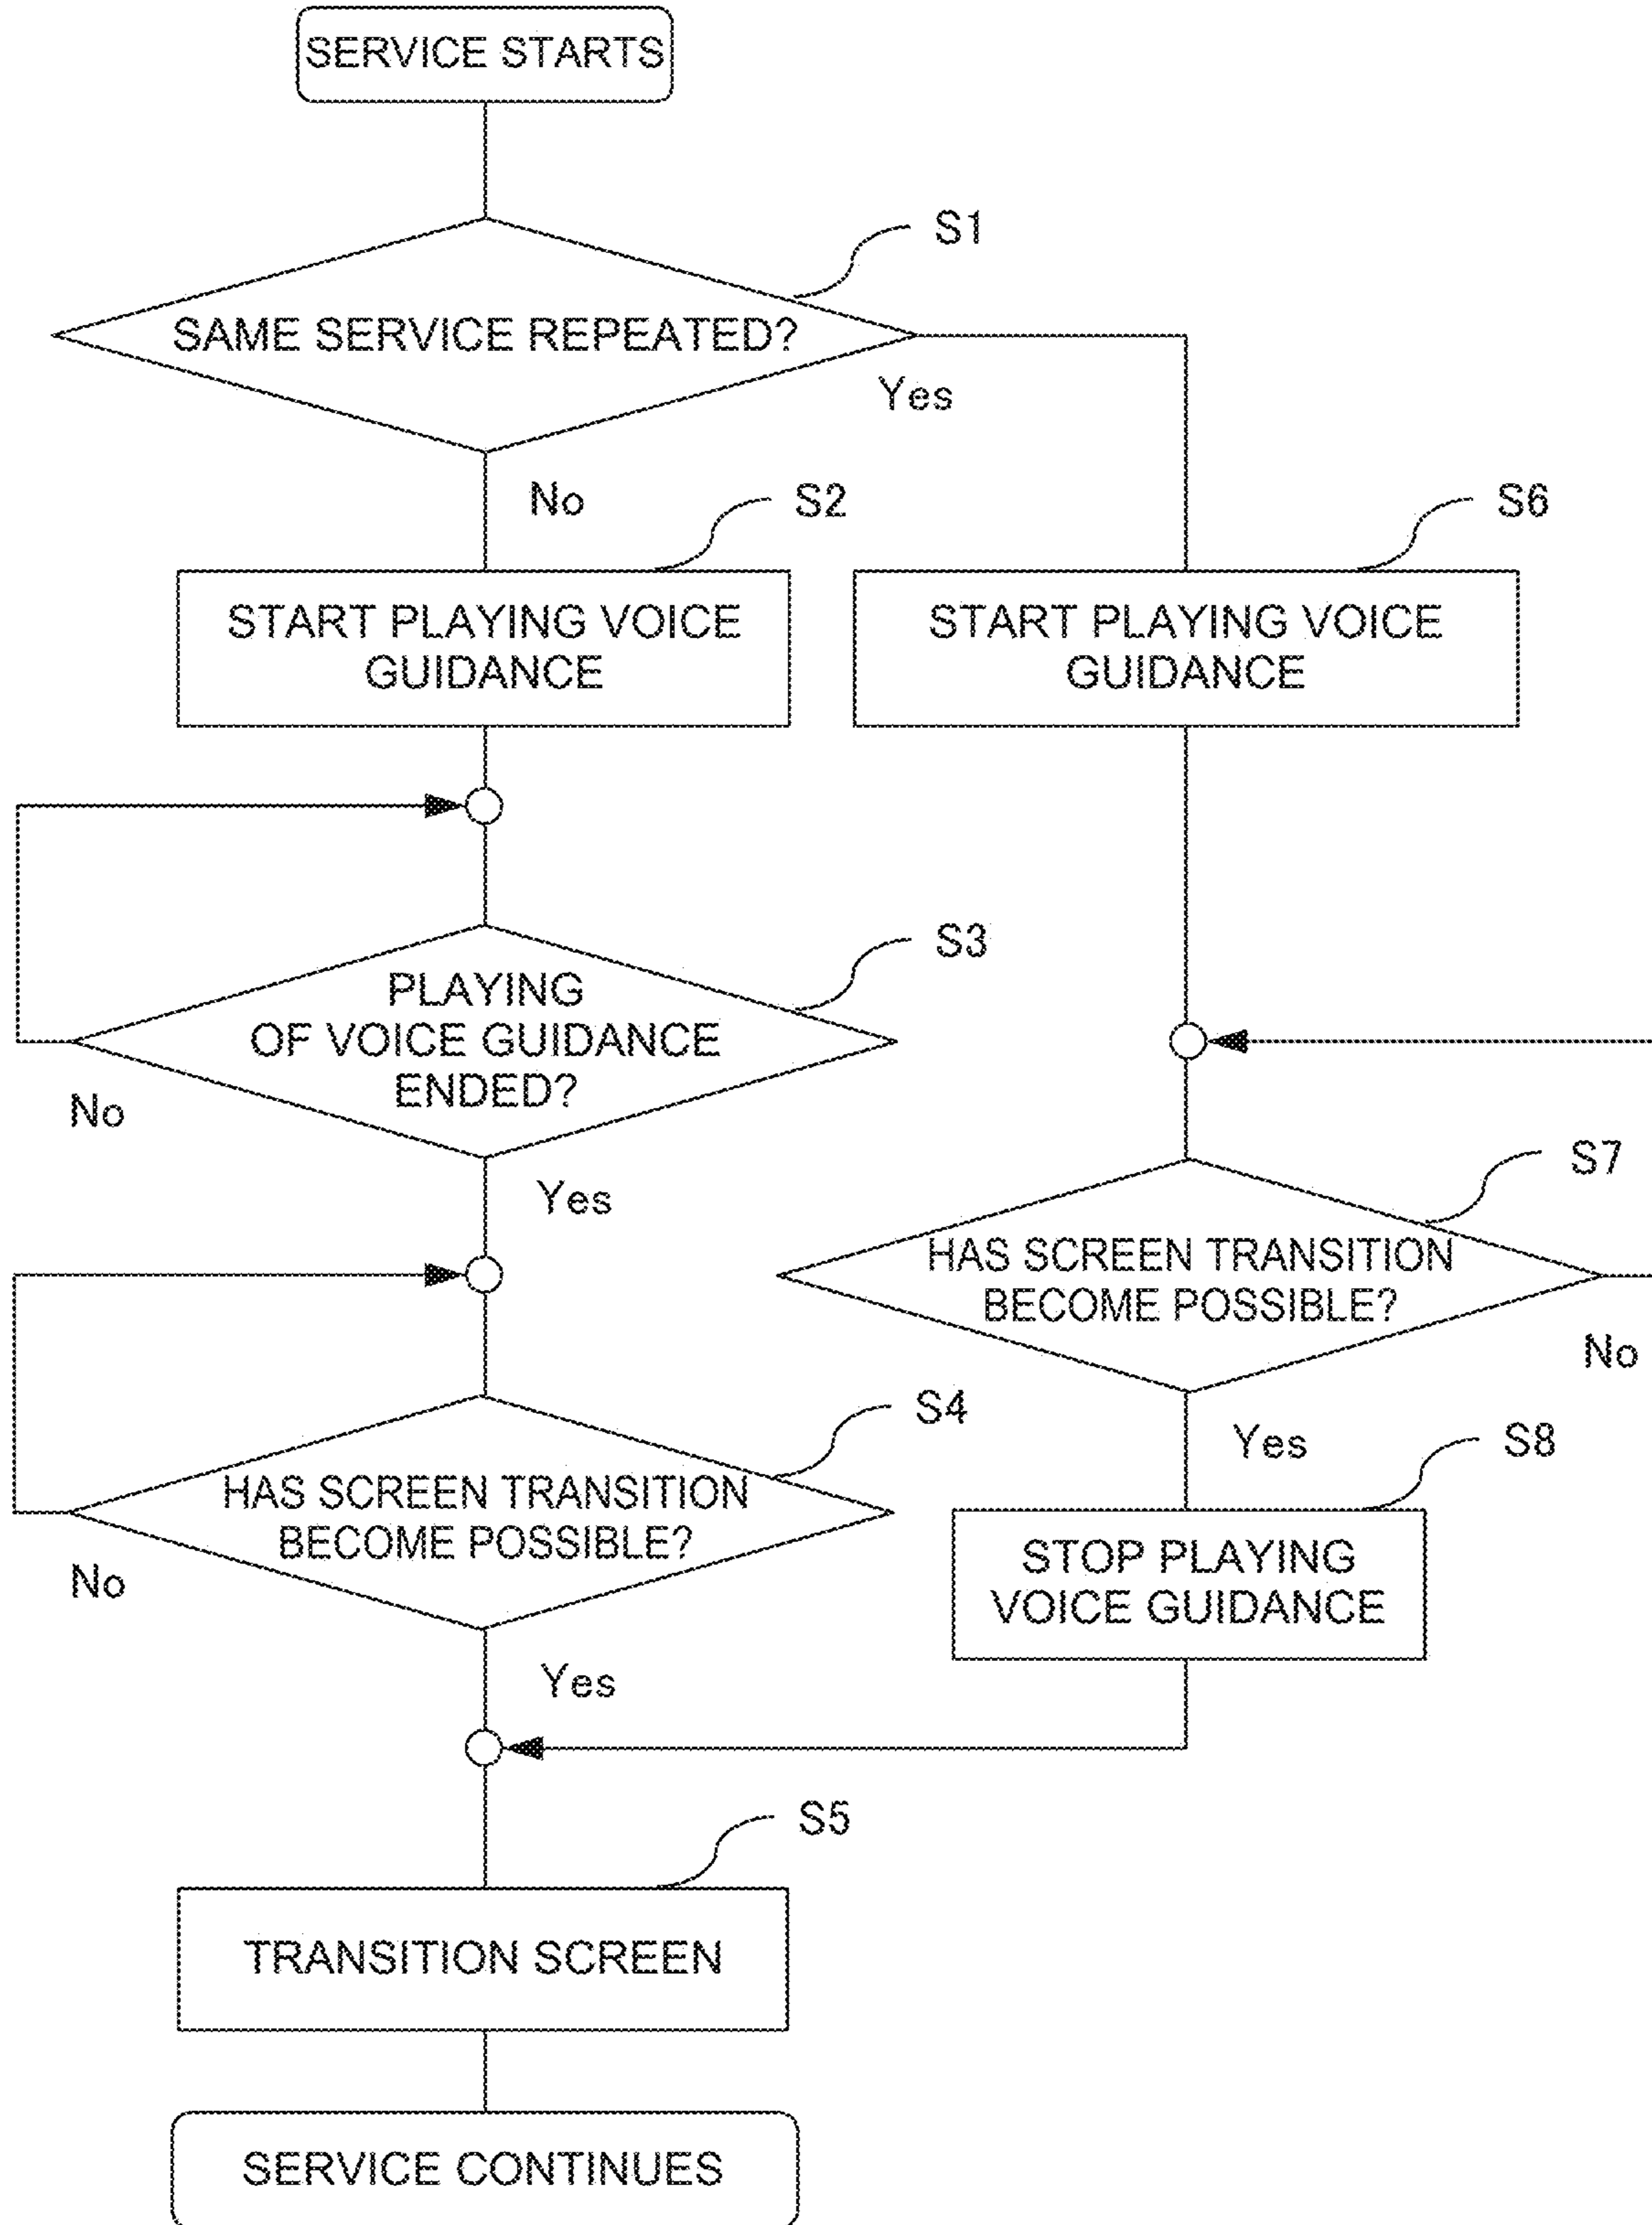 SERVICE STARTS
S1
SAME SERVICE REPEATED?
Yes
No
S2
S6
START PLAYING VOICE
GUIDANCE
START PLAYING VOICE
GUIDANCE
S3
PLAYING
OF VOICE GUIDANCE
ENDED?
No
Yes
S7
HAS SCREEN TRANSITION
BECOME POSSIBLE?
No
S4
Yes
S8
HAS SCREEN TRANSITION
BECOME POSSIBLE?
No
STOP PLAYING
VOICE GUIDANCE
Yes
S5
TRANSITION SCREEN
SERVICE CONTINUES